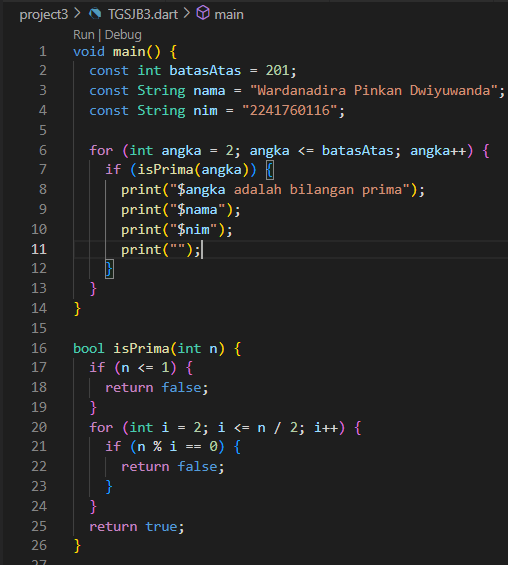 project3 > TGSJB3.dart > main
Run | Debug
1 void main() {
2 const int batasAtas = 201;
3 const String nama = "Wardanadira Pinkan Dwiyuwanda";
4 const String nim = "2241760116";
5
6 for (int angka = 2; angka <= batasAtas; angka++) {
7 if (isPrima(angka)) {
8 print("$angka adalah bilangan prima");
9 print("$nama");
10 print("$nim");
11 print("");
12 }
13 }
14 }
15
16 bool isPrima(int n) {
17 if (n <= 1) {
18 return false;
19 }
20 for (int i = 2; i <= n / 2; i++) {
21 if (n % i == 0) {
22 return false;
23 }
24 }
25 return true;
26 }
27